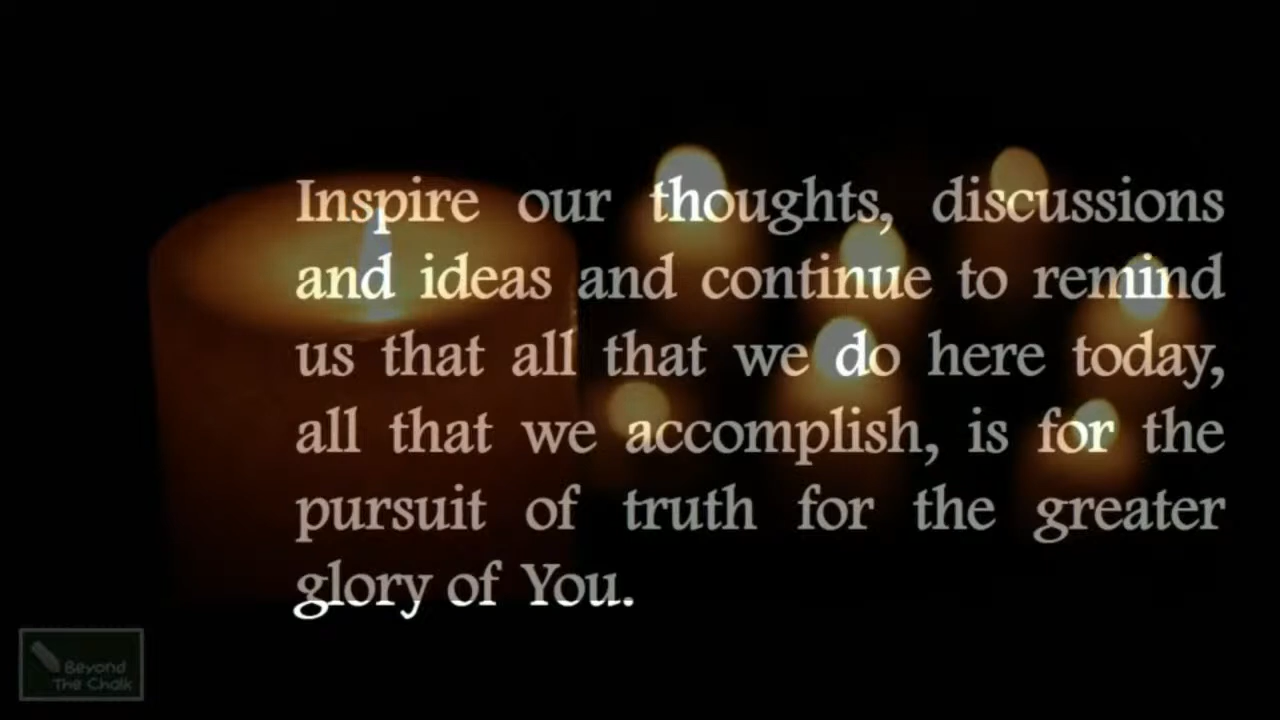 Inspire our thoughts, discussions
and ideas and continue to remind
us that all that we do here today,
all that we accomplish, is for the
pursuit of truth for the greater
glory of You.
Beyond
The Chalk